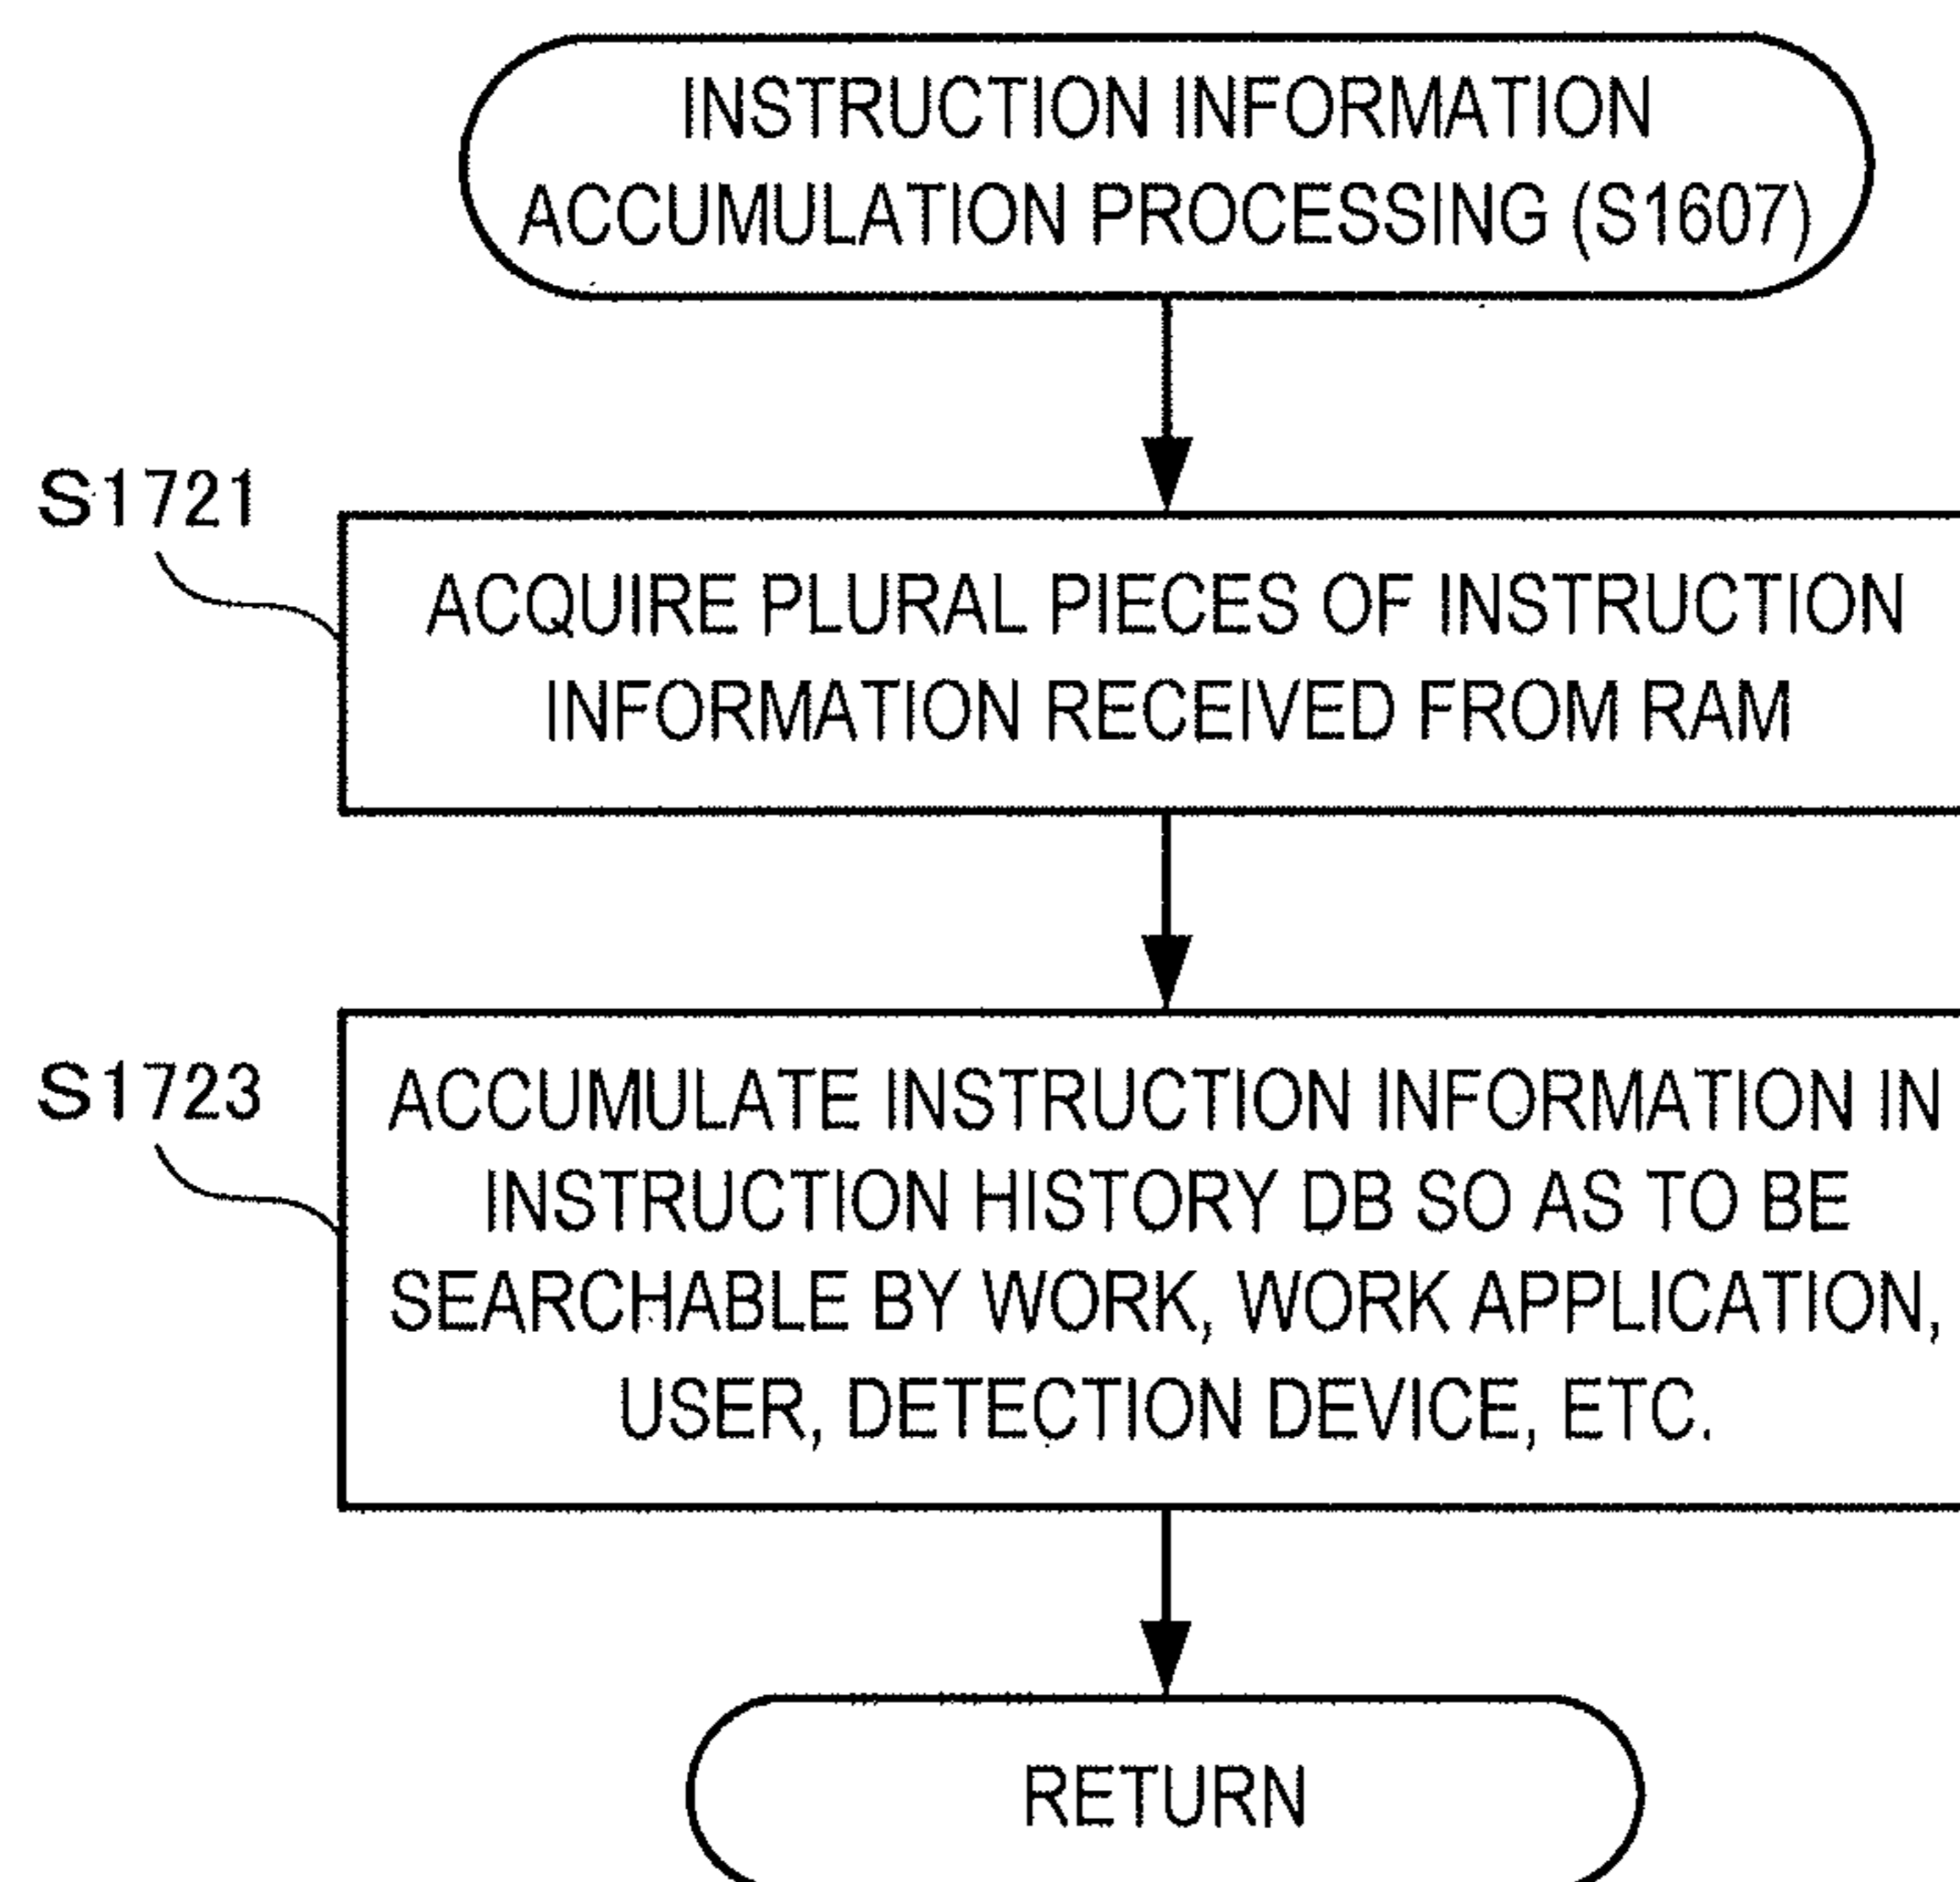 INSTRUCTION INFORMATION
ACCUMULATION PROCESSING (S1607)
S1721
ACQUIRE PLURAL PIECES OF INSTRUCTION
INFORMATION RECEIVED FROM RAM
S1723
ACCUMULATE INSTRUCTION INFORMATION IN
INSTRUCTION HISTORY DB SO AS TO BE
SEARCHABLE BY WORK, WORK APPLICATION,
USER, DETECTION DEVICE, ETC.
RETURN